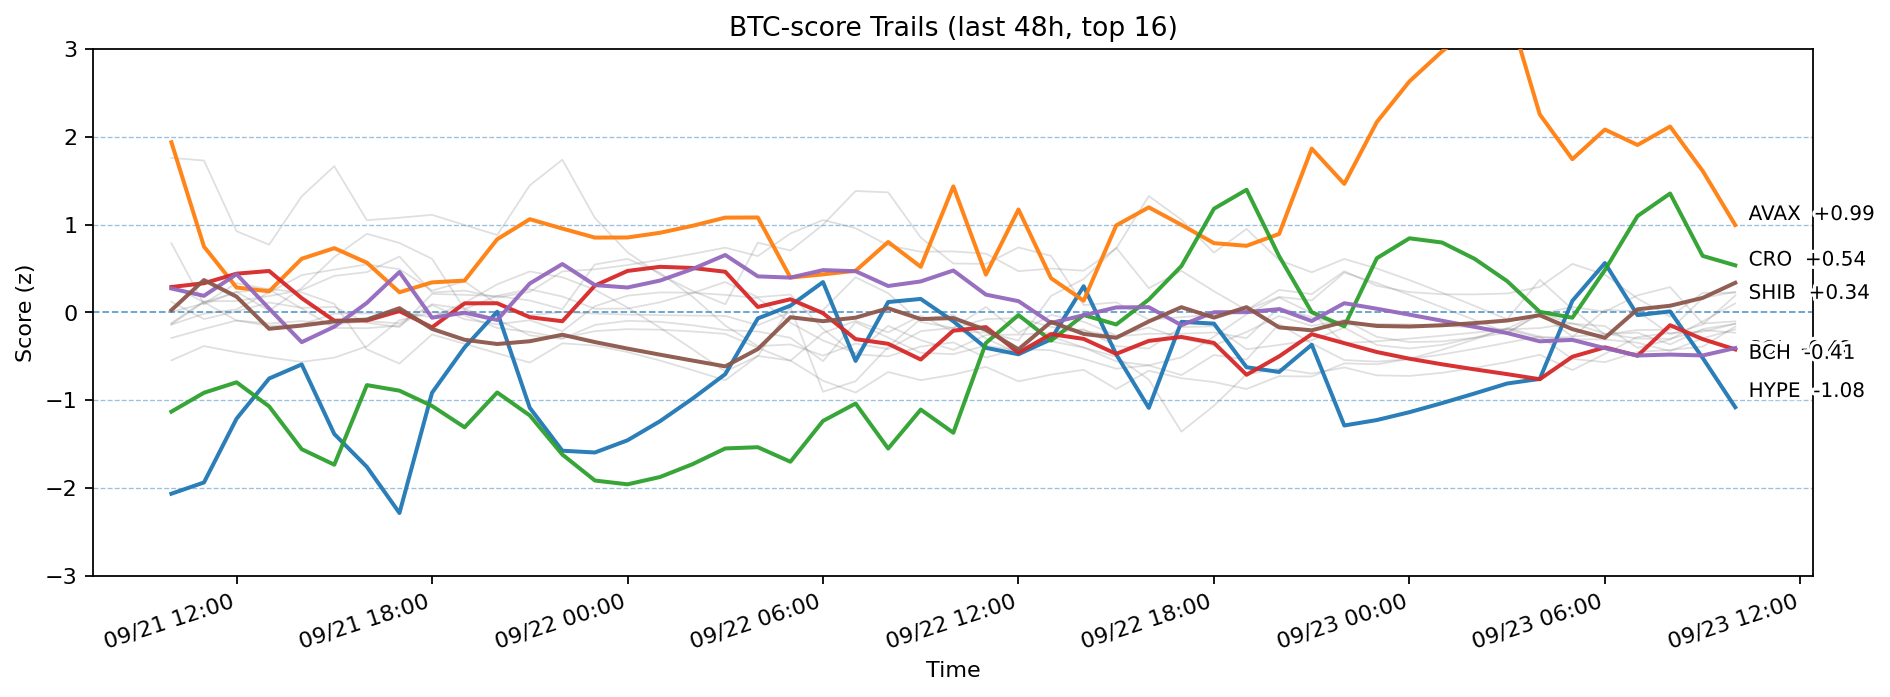 BTC-score Trails (last 48h, top 16)
Score (z)
3
2
1
0
−1
−2
−3
AVAX +0.99
CRO +0.54
SHIB +0.34
BCH -0.41
HYPE -1.08
09/21 12:00
09/21 18:00
09/22 00:00
09/22 06:00
09/22 12:00
09/22 18:00
09/23 00:00
09/23 06:00
09/23 12:00
Time